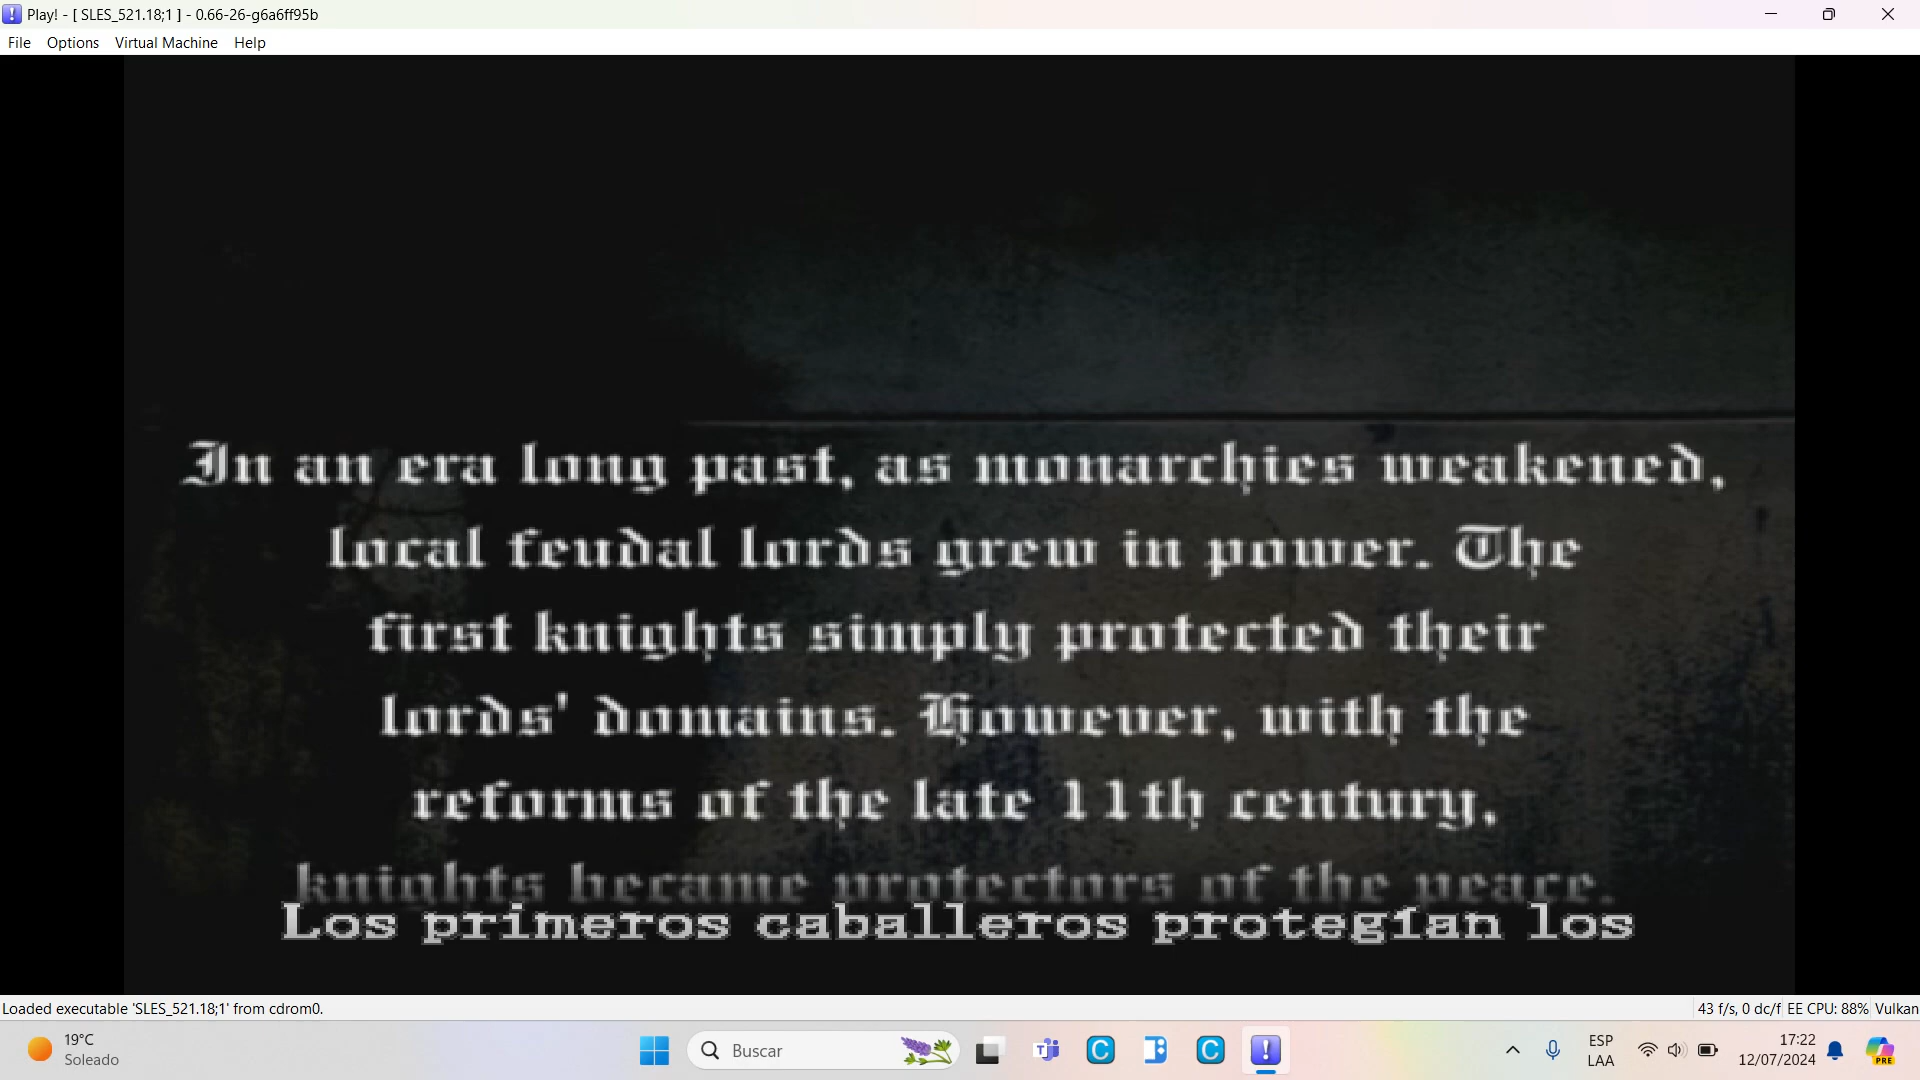 Play! - [ SLES_521.18;1 ] - 0.66-26-g6a6ff95b
File Options Virtual Machine Help
In an era long past, as monarchies weakened,
local feudal lords grew in power. The
first knights simply protected their
lords' domains. However, with the
reforms of the late 11th century,
knights became protectors of the peace.
Los primeros caballeros protegían los
Loaded executable 'SLES_521.18;1' from cdrom0.
43 f/s, 0 dc/f EE CPU: 88% Vulkan
19°C
Soleado
Buscar
ESP
LAA
17:22
12/07/2024
PRE